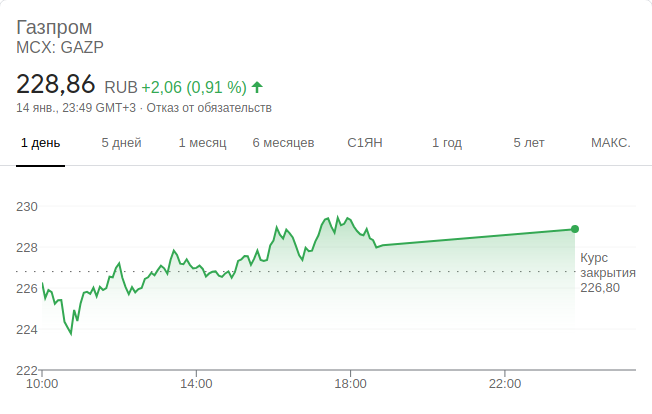 Газпром
MCX: GAZP
228,86 RUB +2,06 (0,91 %)
14 янв., 23:49 GMT+3 · Отказ от обязательств
1 день 5 дней 1 месяц 6 месяцев С1ЯН 1 год 5 лет МАКС.
230
228
Курс
закрытия
226,80
226
224
222
10:00 14:00 18:00 22:00